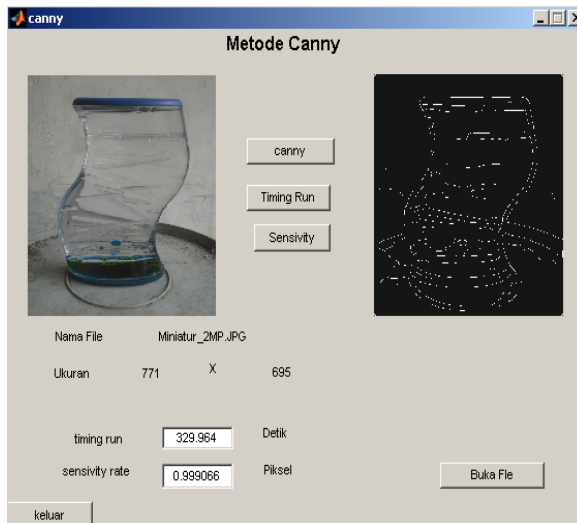 canny
Metode Canny
canny
Timing Run
Sensivity
Nama File Miniatur_2MP.JPG
Ukuran 771 X 695
timing run 329.964 Detik
sensivity rate 0.999066 Piksel
Buka Fle
keluar